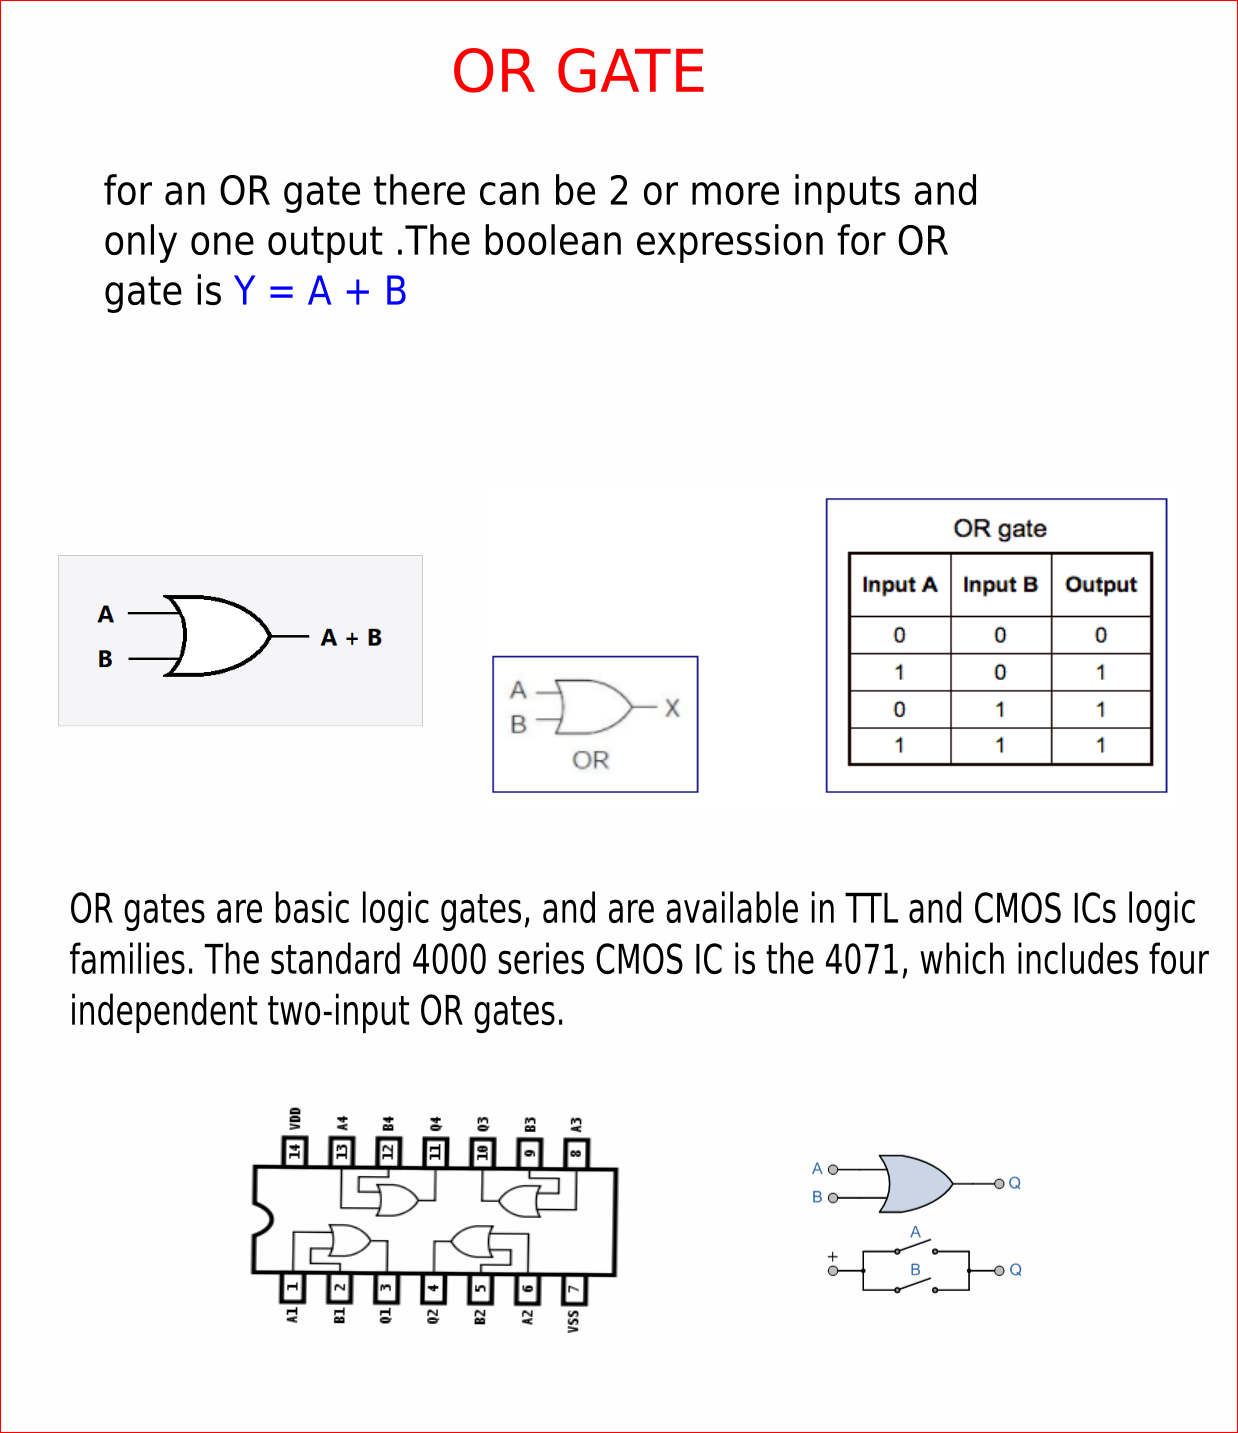 OR GATE
for an OR gate there can be 2 or more inputs and
only one output .The boolean expression for OR
gate is Y = A + B
A
B
A + B
A
B
X
OR
OR gate
Input A Input B Output
0 0 0
1 0 1
0 1 1
1 1 1
OR gates are basic logic gates, and are available in TTL and CMOS ICs logic
families. The standard 4000 series CMOS IC is the 4071, which includes four
independent two-input OR gates.
VDD A4 B4 Q4 Q3 B3 A3
14 13 12 11 10 9 8
1 2 3 4 5 6 7
A1 B1 Q1 Q2 B2 A2 VSS
A
B
Q
A
+
B
Q